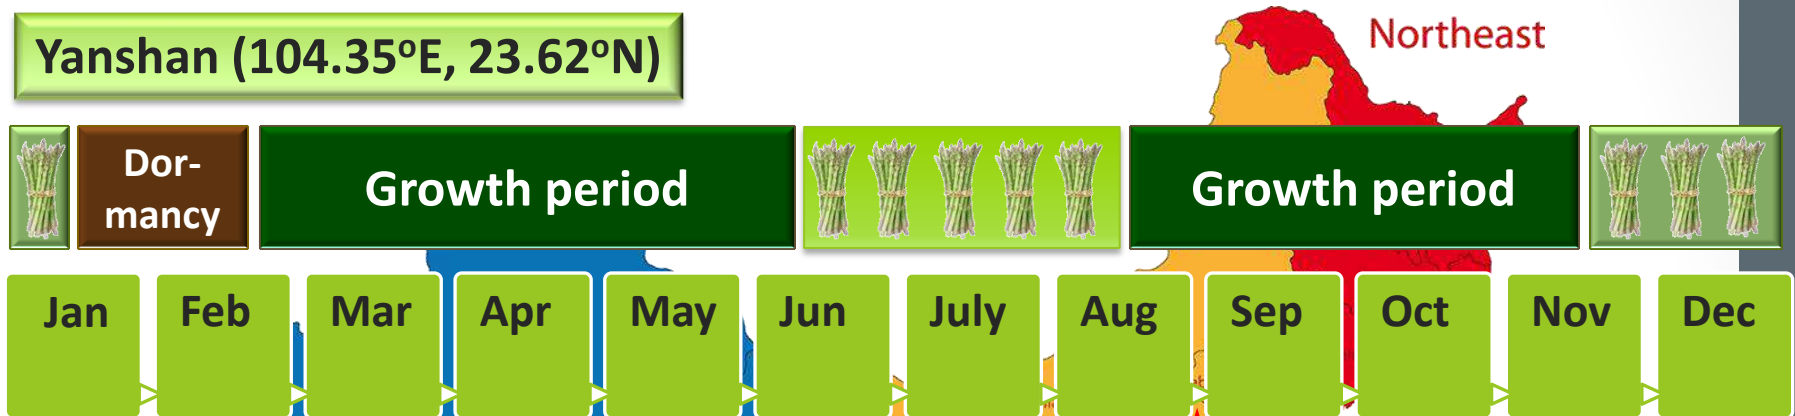 Yanshan (104.35ºE, 23.62ºN)
Northeast
Dor-
mancy
Growth period
Growth period
Jan
Feb
Mar
Apr
May
Jun
July
Aug
Sep
Oct
Nov
Dec